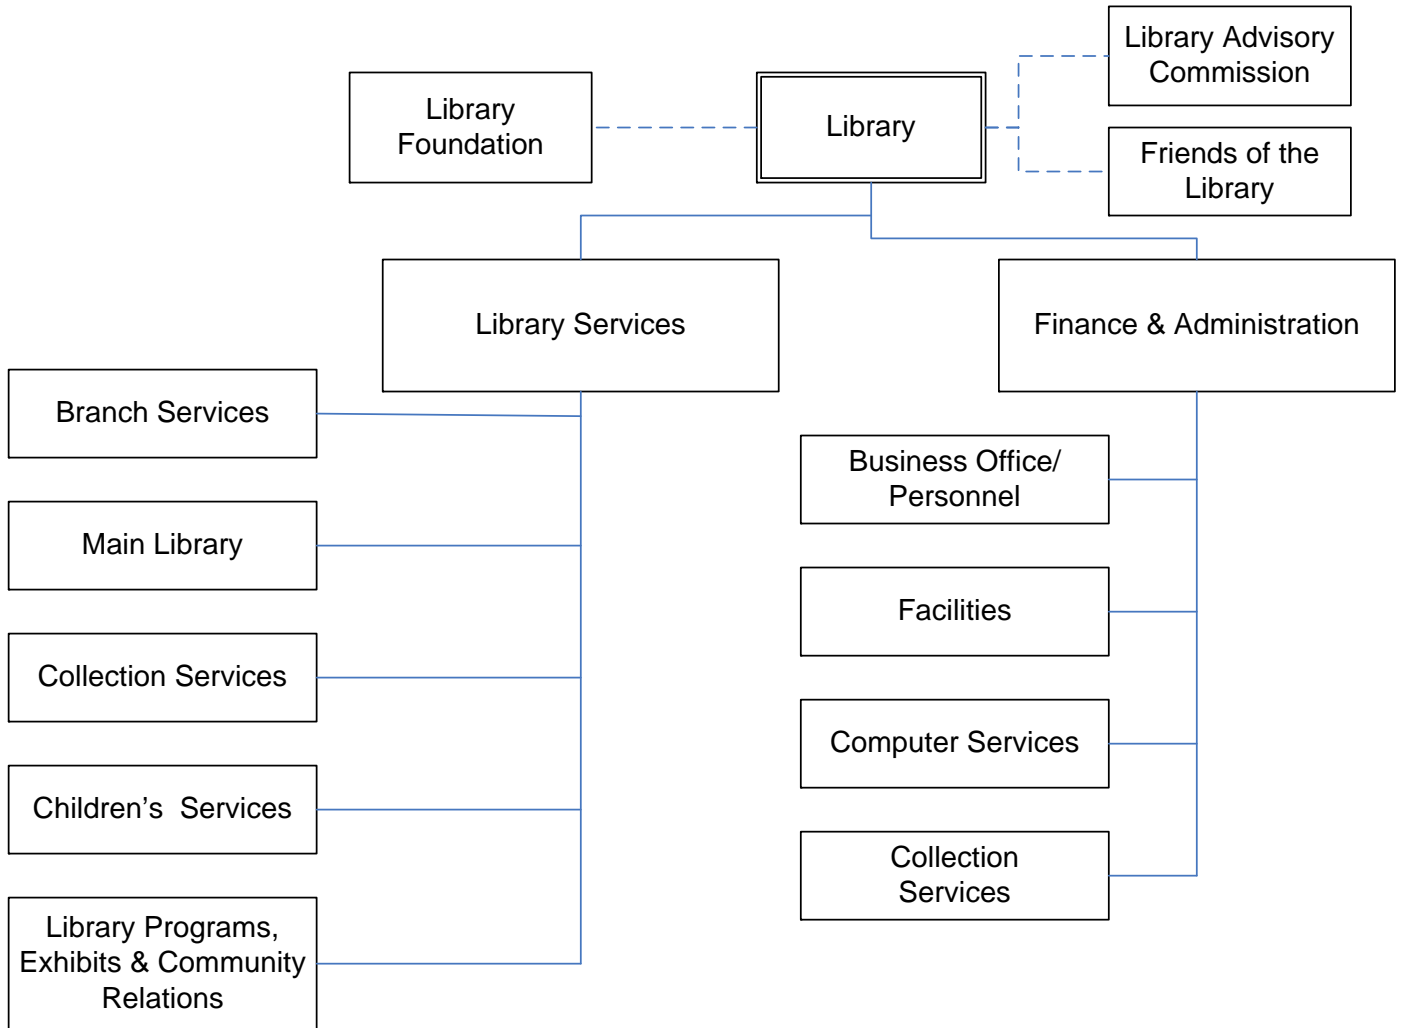 Library Advisory
Commission
Library
Foundation
Library
Friends of the
Library
Library Services
Finance & Administration
Branch Services
Business Office/
Personnel
Main Library
Facilities
Collection Services
Computer Services
Children’s  Services
Collection
Services
Library Programs,
Exhibits & Community
Relations